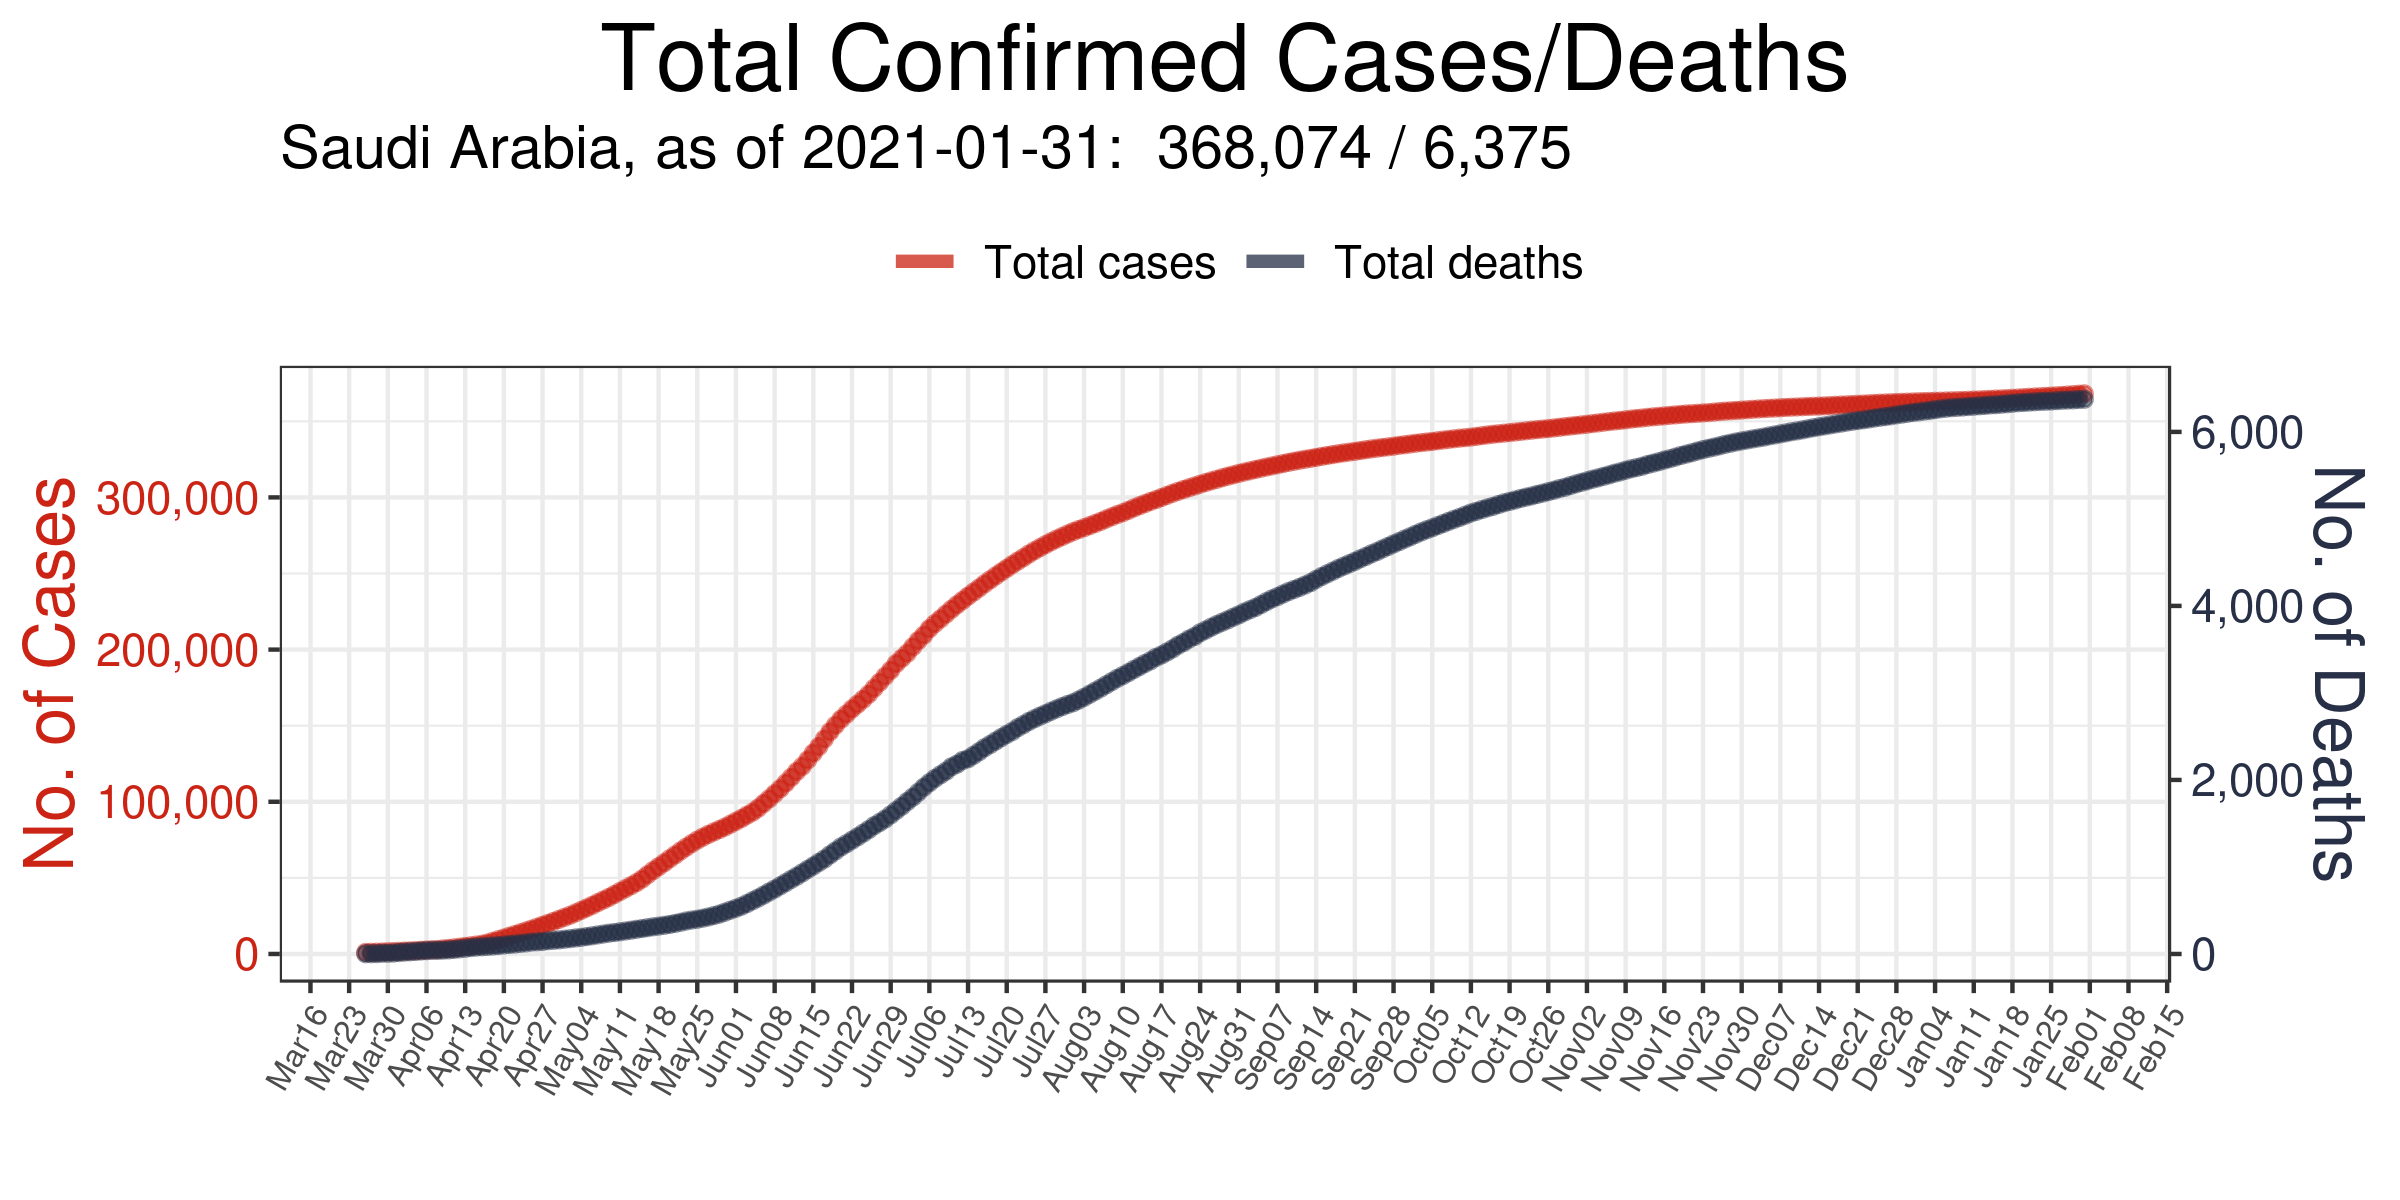 Total Confirmed Cases/Deaths
Saudi Arabia, as of 2021-01-31:  368,074 / 6,375
Total cases
Total deaths
No. of Cases
300,000
200,000
100,000
0
6,000
4,000
2,000
0
No. of Deaths
Mar16
Mar23
Mar30
Apr06
Apr13
Apr20
Apr27
May04
May11
May18
May25
Jun01
Jun08
Jun15
Jun22
Jun29
Jul06
Jul13
Jul20
Jul27
Aug03
Aug10
Aug17
Aug24
Aug31
Sep07
Sep14
Sep21
Sep28
Oct05
Oct12
Oct19
Oct26
Nov02
Nov09
Nov16
Nov23
Nov30
Dec07
Dec14
Dec21
Dec28
Jan04
Jan11
Jan18
Jan25
Feb01
Feb08
Feb15